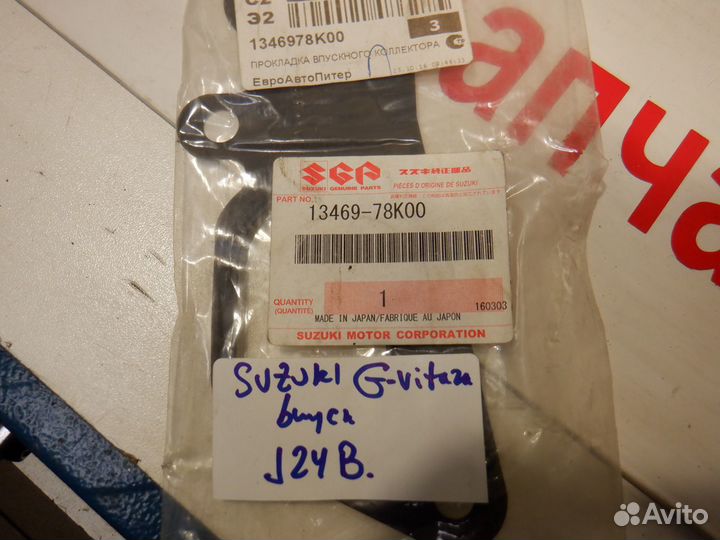 Э2
3
1346978K00
ПРОКЛАДКА ВПУСКНОГО КОЛЛЕКТОРА
ЕвроАвтоПитер
апча
SGP
SUZUKI GENUINE PARTS
スズキ純正部品
PIÈCES D'ORIGINE DE SUZUKI
PART NO.
13469-78K00
QUANTITY
(QUANTITÉ)
1
160303
MADE IN JAPAN/FABRIQUE AU JAPON
SUZUKI MOTOR CORPORATION
Suzuki G-vitara
впуск
J24B.
Avito